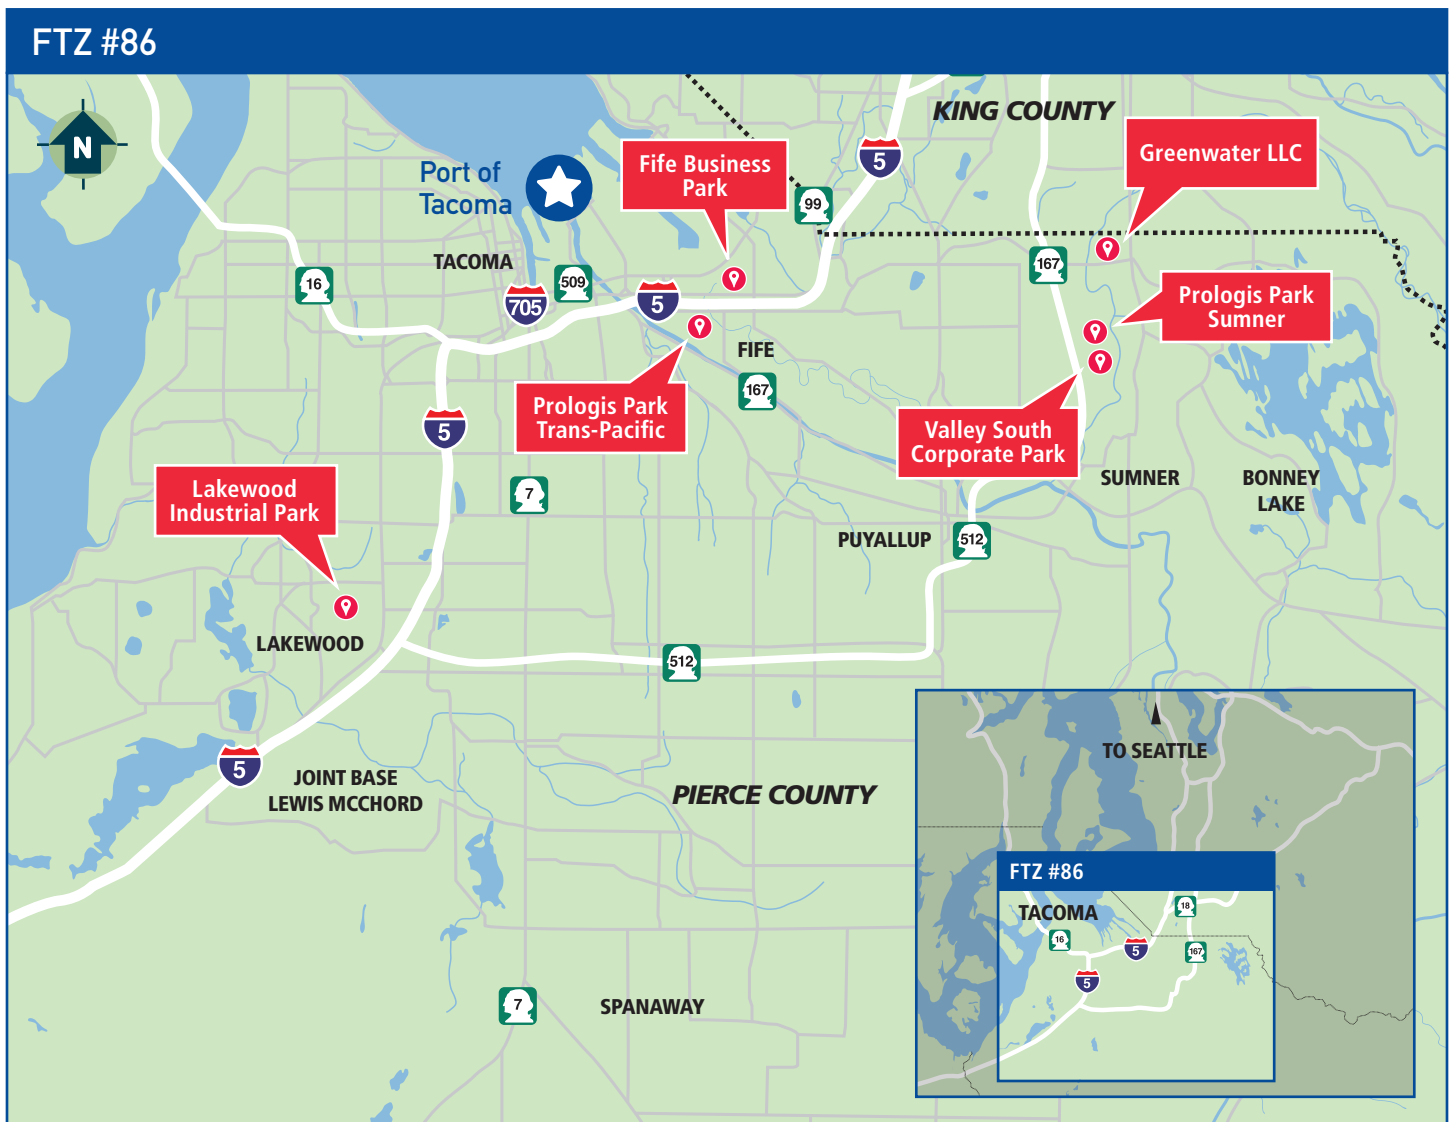 FTZ #86
N
KING COUNTY
Port of
Tacoma
Fife Business
Park
5
Greenwater LLC
99
TACOMA
16
509
705
5
167
Prologis Park
Sumner
FIFE
167
Prologis Park
Trans-Pacific
Valley South
Corporate Park
5
Lakewood
Industrial Park
7
SUMNER
BONNEY
LAKE
PUYALLUP
512
LAKEWOOD
512
5
JOINT BASE
LEWIS MCCHORD
PIERCE COUNTY
7
SPANAWAY
TO SEATTLE
FTZ #86
TACOMA
18
16
5
167
5